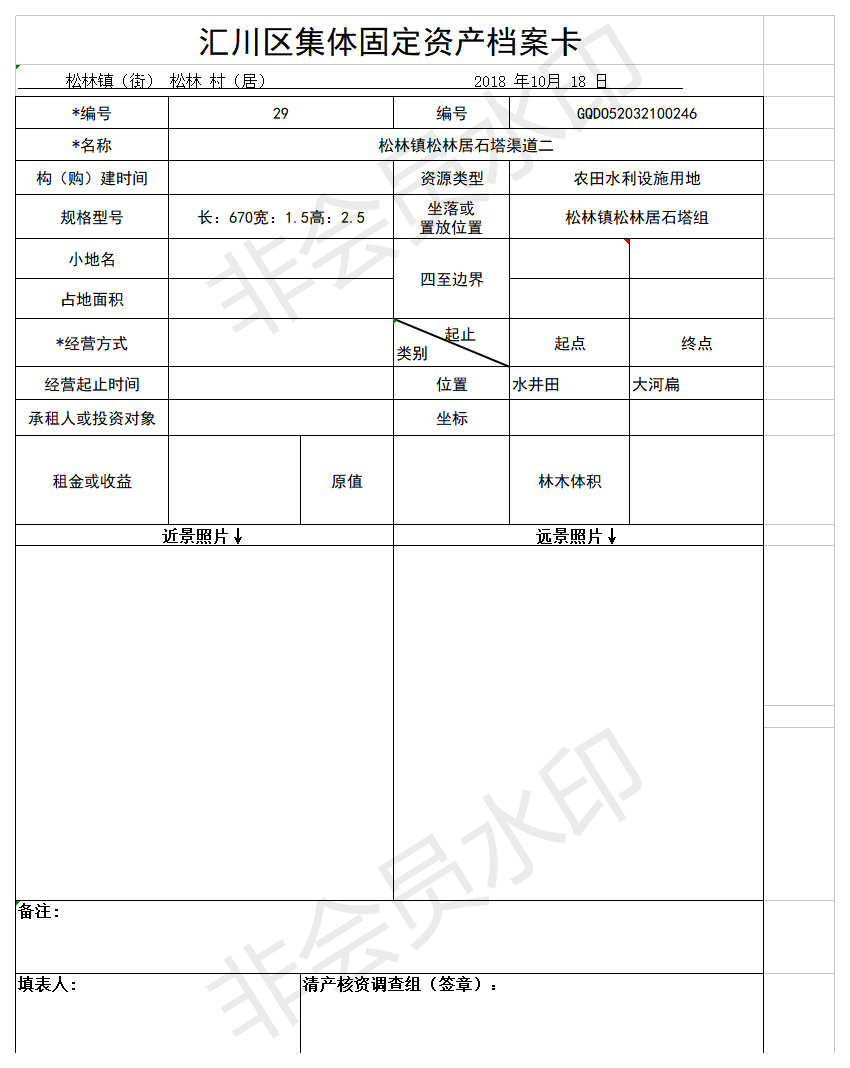 汇川区集体固定资产档案卡
松林镇（街） 松林 村（居） 2018 年10月 18 日
*编号 29 编号 GQD052032100246
*名称 松林镇松林居石塔渠道二
构（购）建时间 资源类型 农田水利设施用地
规格型号 长：670宽：1.5高：2.5 坐落或 松林镇松林居石塔组
置放位置
小地名
四至边界
占地面积
*经营方式 起止 起点 终点
类别
经营起止时间 位置 水井田 大河扁
承租人或投资对象 坐标
租金或收益 原值 林木体积
近景照片↓ 远景照片↓
备注:
填表人: 清产核资调查组（签章）:
非会员水印
非会员水印